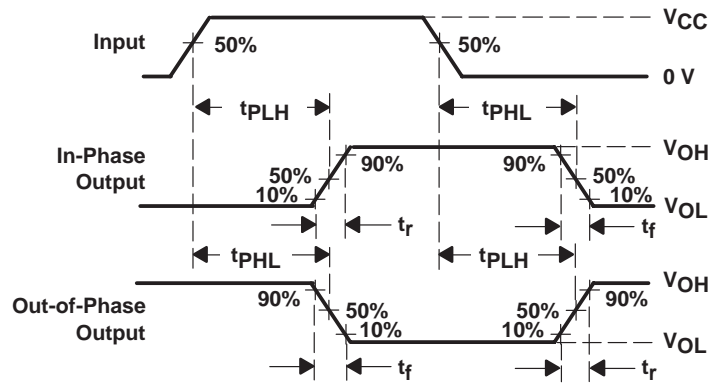 VCC
Input 50% 50%
0 V
tPLH tPHL
In-Phase Output 90% 90% VOH
50% 50%
10% 10% VOL
tr tf
tPHL tPLH
Out-of-Phase Output 90% 90% VOH
50% 50%
10% 10% VOL
tf tr